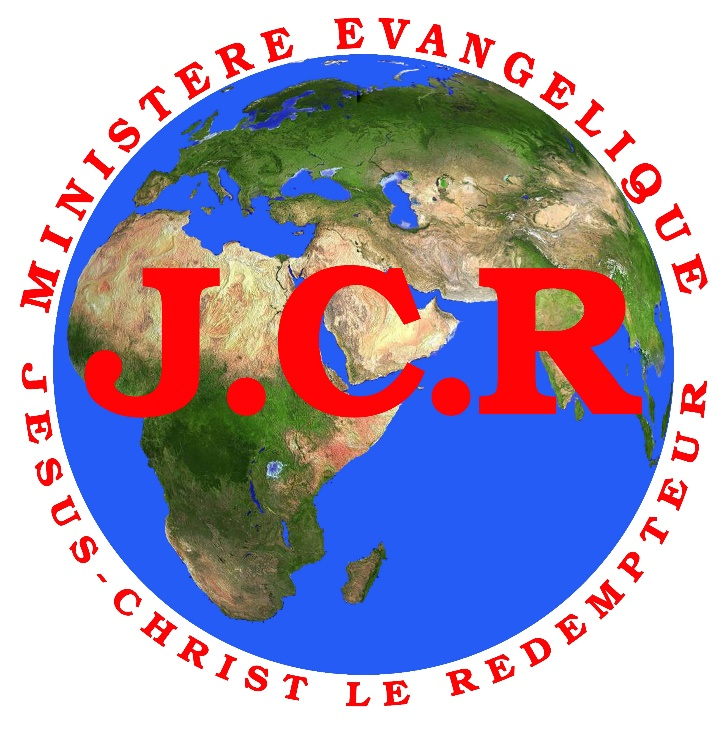 MINISTERE EVANGELIQUE
J.C.R
JESUS-CHRIST LE REDEMPTEUR